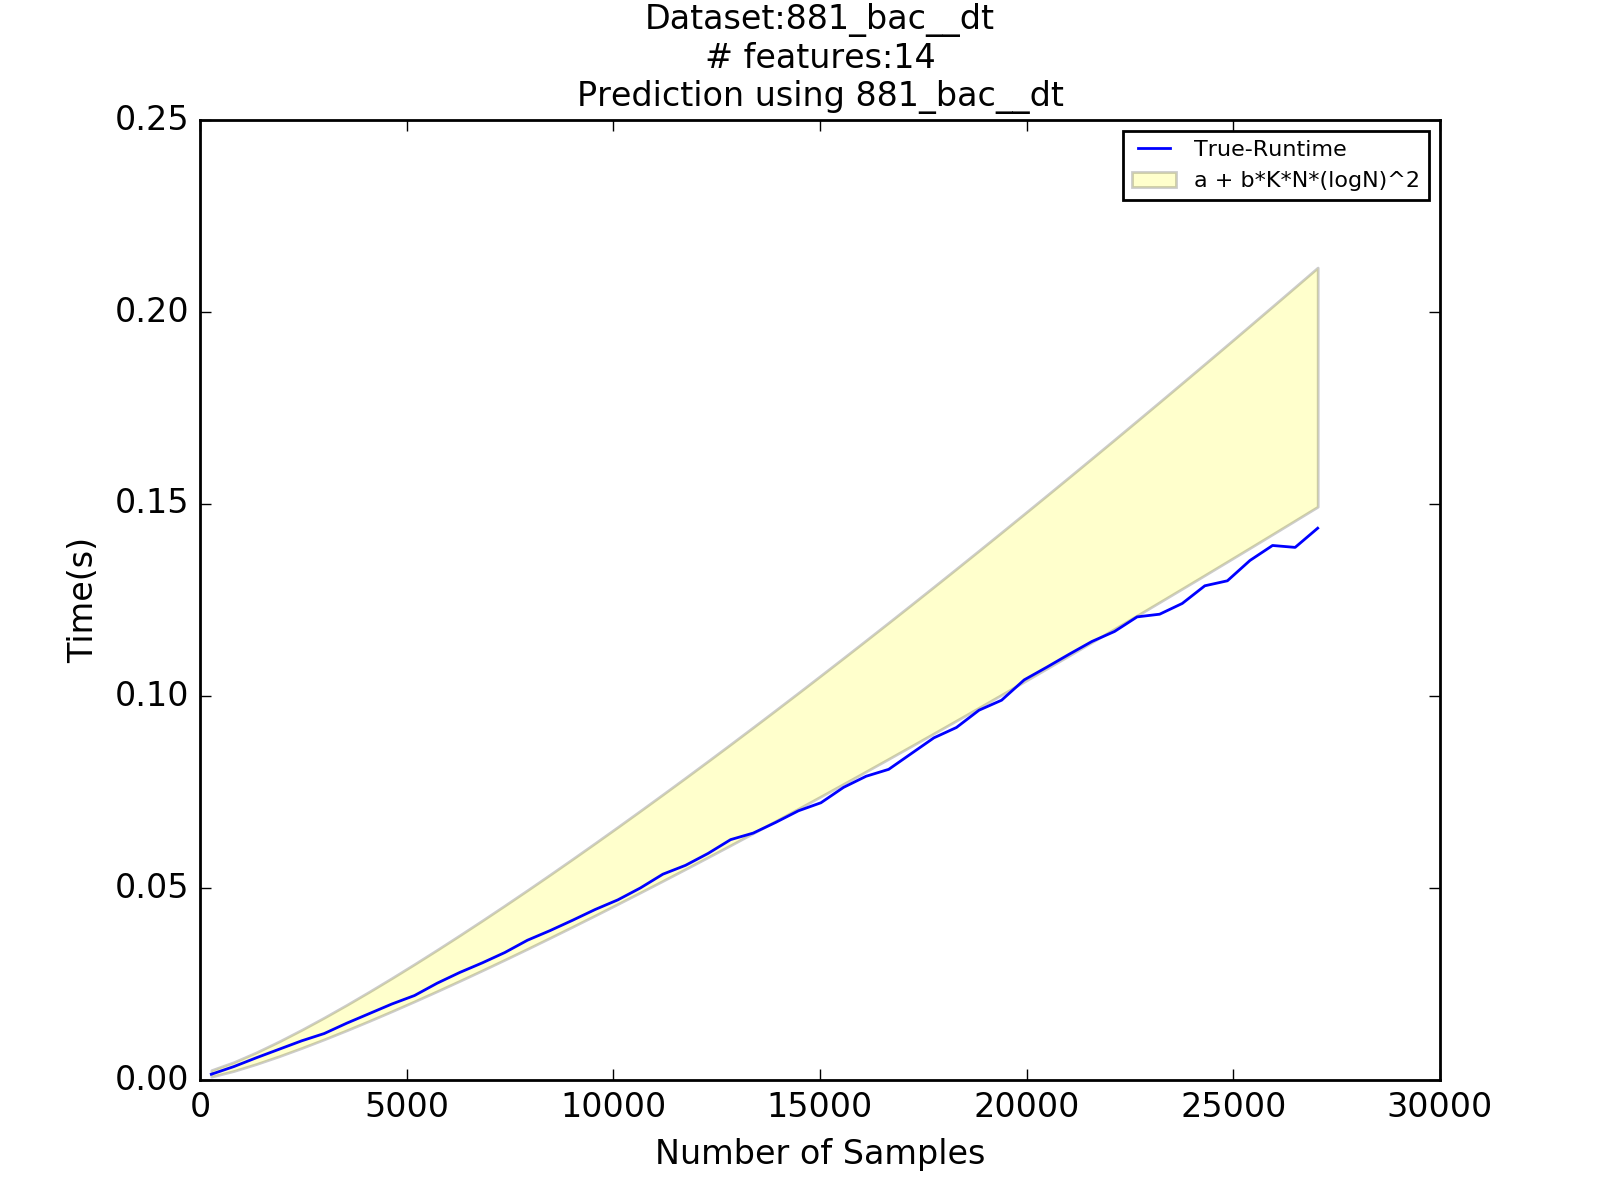 Dataset:881_bac__dt
# features:14
Prediction using 881_bac__dt
0.25
0.20
0.15
0.10
0.05
0.00
Time(s)
True-Runtime
a + b*K*N*(logN)^2
0
5000
10000
15000
20000
25000
30000
Number of Samples